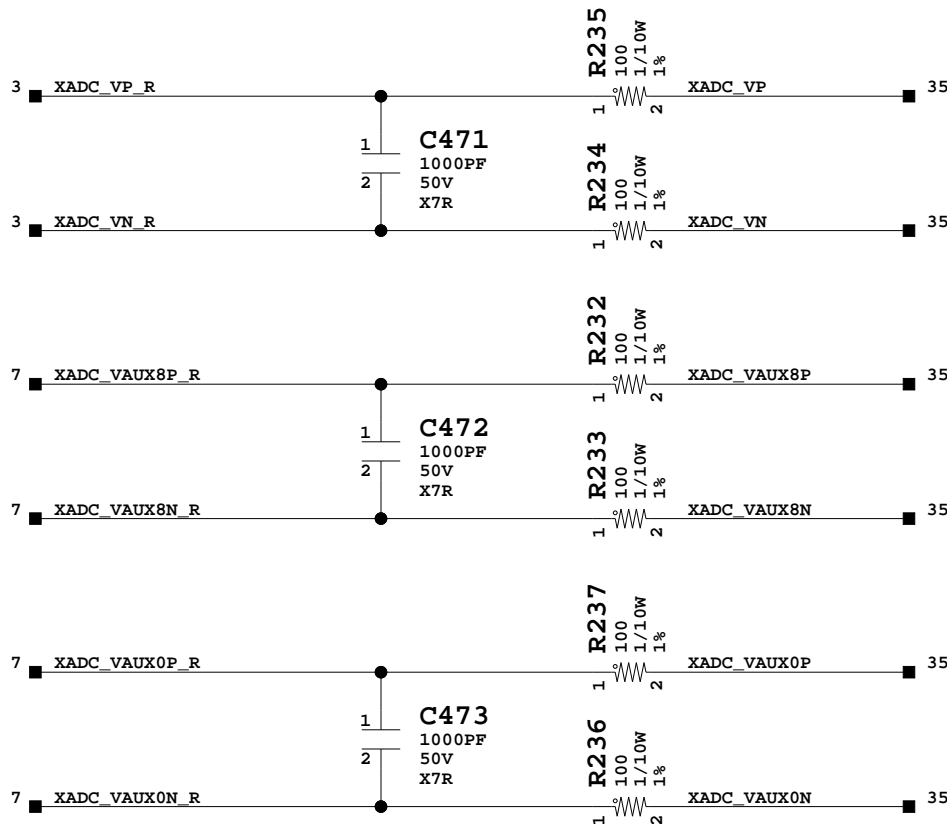 R235
100
1/10W
1%
3 XADC_VP_R
1 2 XADC_VP 35
1
2
C471
1000PF
50V
X7R
R234
100
1/10W
1%
3 XADC_VN_R
1 2 XADC_VN 35
R232
100
1/10W
1%
7 XADC_VAUX8P_R
1 2 XADC_VAUX8P 35
1
2
C472
1000PF
50V
X7R
R233
100
1/10W
1%
7 XADC_VAUX8N_R
1 2 XADC_VAUX8N 35
R237
100
1/10W
1%
7 XADC_VAUX0P_R
1 2 XADC_VAUX0P 35
1
2
C473
1000PF
50V
X7R
R236
100
1/10W
1%
7 XADC_VAUX0N_R
1 2 XADC_VAUX0N 35